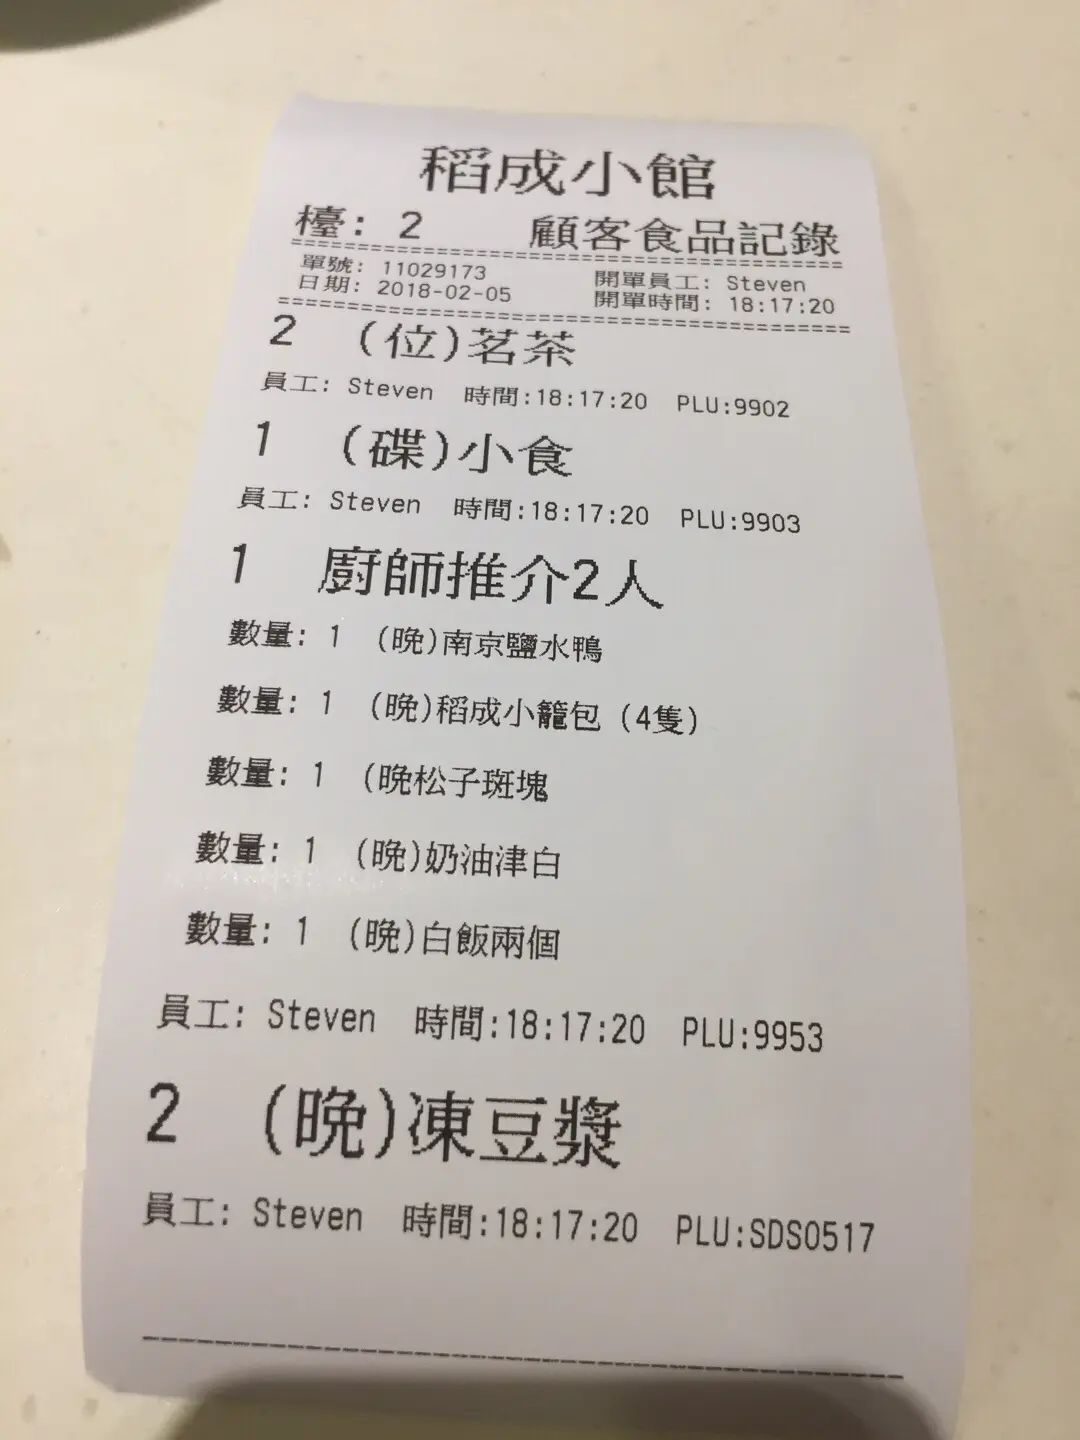 稻成小館
檯: 2 顧客食品記錄
單號: 11029173 開單員工: Steven
日期: 2018-02-05 開單時間: 18:17:20
2 (位)茗茶
員工: Steven 時間:18:17:20 PLU:9902
1 (碟)小食
員工: Steven 時間:18:17:20 PLU:9903
1 廚師推介2人
數量: 1 (晚)南京鹽水鴨
數量: 1 (晚)稻成小籠包 (4隻)
數量: 1 (晚松子斑塊
數量: 1 (晚)奶油津白
數量: 1 (晚)白飯兩個
員工: Steven 時間:18:17:20 PLU:9953
2 (晚)凍豆漿
員工: Steven 時間:18:17:20 PLU:SDS0517